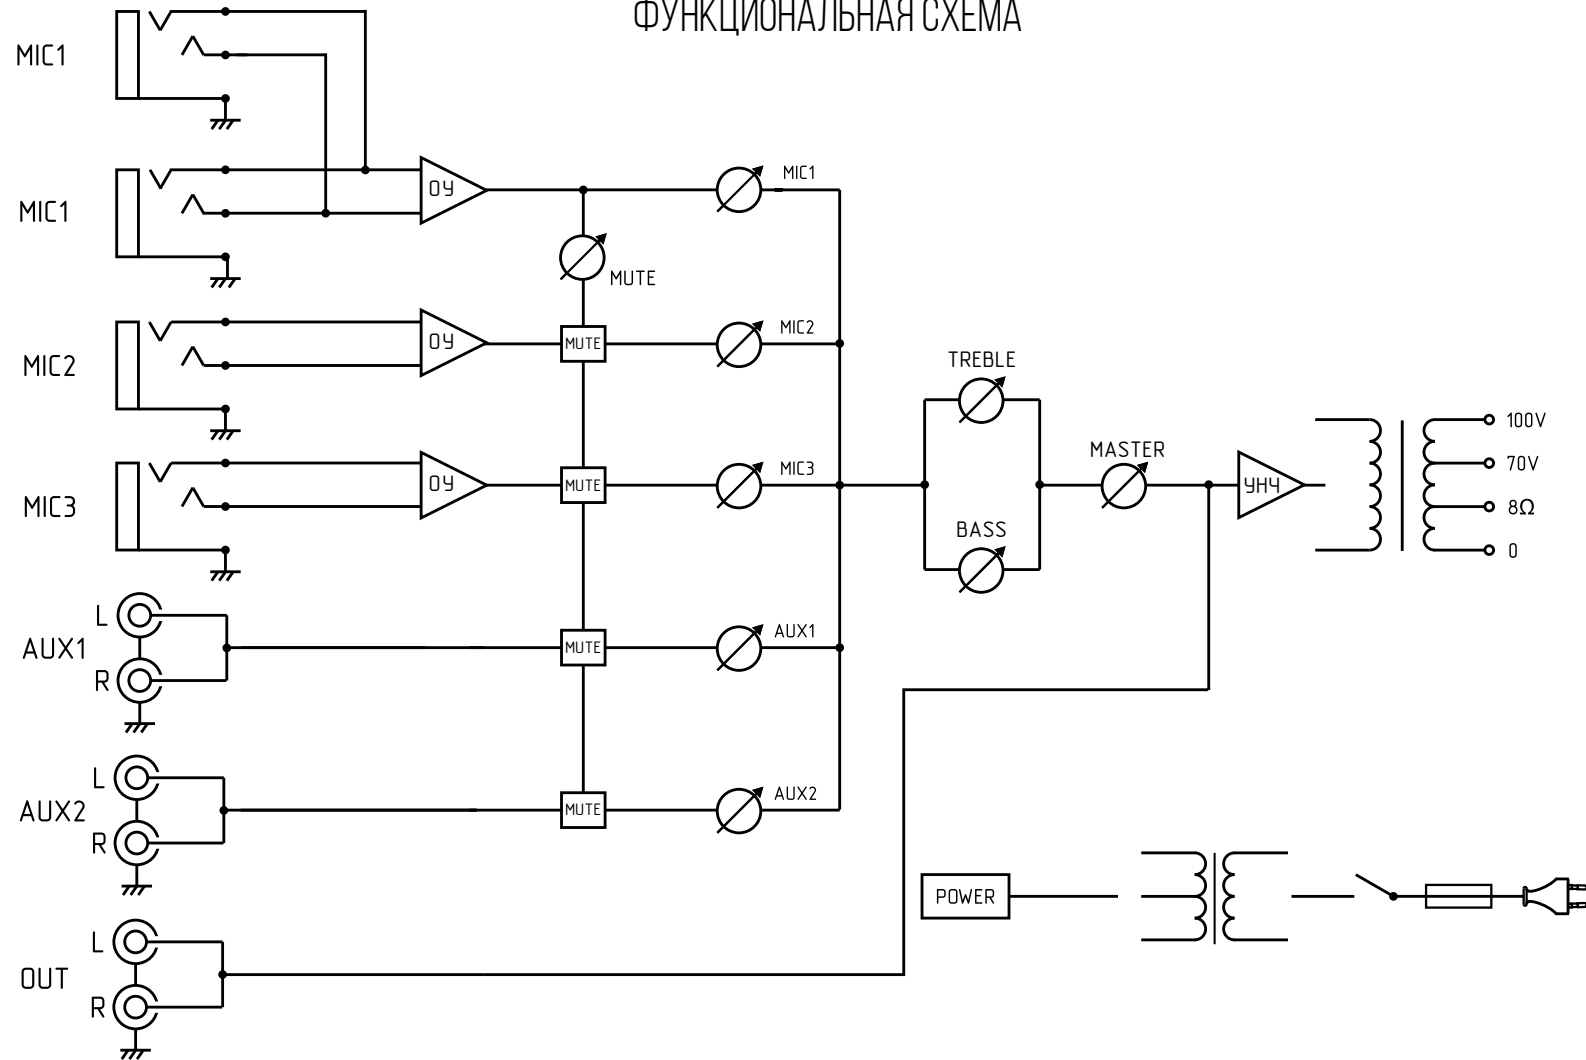 ФУНКЦИОНАЛЬНАЯ СХЕМА
MIC1
MIC1
ОУ
MIC1
MUTE
MIC2
ОУ
MUTE
MIC2
MIC3
ОУ
MUTE
MIC3
TREBLE
BASS
MASTER
УНЧ
100V
70V
8Ω
0
L
AUX1
R
MUTE
AUX1
L
AUX2
R
MUTE
AUX2
POWER
L
OUT
R